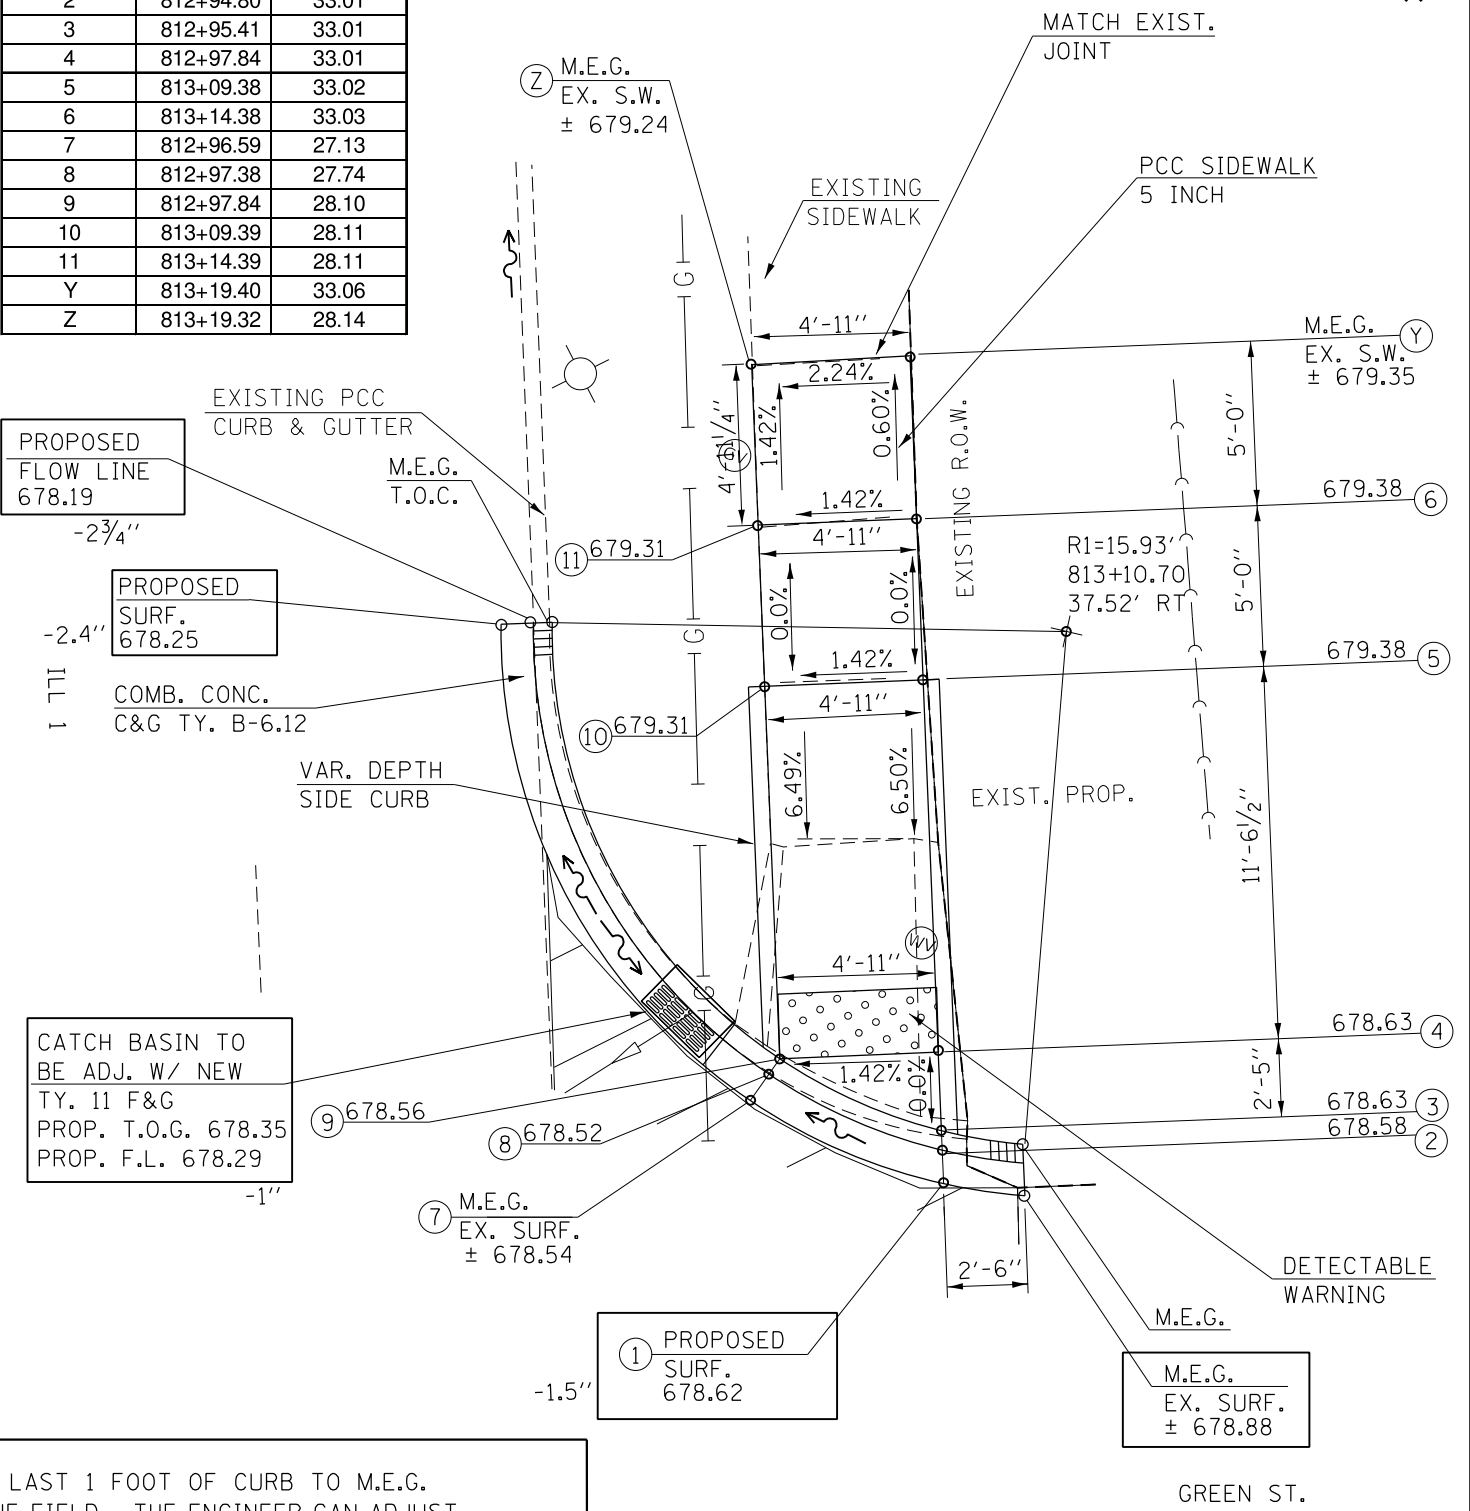 2 812+94.80 33.01
3 812+95.41 33.01
4 812+97.84 33.01
5 813+09.38 33.02
6 813+14.38 33.03
7 812+96.59 27.13
8 812+97.38 27.74
9 812+97.84 28.10
10 813+09.39 28.11
11 813+14.39 28.11
Y 813+19.40 33.06
Z 813+19.32 28.14
MATCH EXIST.
JOINT
Z M.E.G.
EX. S.W.
± 679.24
PCC SIDEWALK
5 INCH
EXISTING
SIDEWALK
G
4'-11"
M.E.G. Y
EX. S.W.
± 679.35
2.24%
1.42%
0.60%
4'-11 1/4"
5'-0"
EXISTING PCC
CURB & GUTTER
PROPOSED
FLOW LINE
678.19
-2 3/4"
M.E.G.
T.O.C.
EXISTING R.O.W.
1.42%
679.38 6
4'-11"
11 679.31
R1=15.93'
813+10.70
37.52' RT
0.0%
0.0%
5'-0"
PROPOSED
SURF.
678.25
-2.4"
G
ILL 1
1.42%
679.38 5
COMB. CONC.
C&G TY. B-6.12
4'-11"
10 679.31
VAR. DEPTH
SIDE CURB
6.49%
6.50%
EXIST. PROP.
11'-6 1/2"
4'-11"
G
CATCH BASIN TO
BE ADJ. W/ NEW
TY. 11 F&G
PROP. T.O.G. 678.35
PROP. F.L. 678.29
-1"
678.63 4
1.42%
0.0%
2'-5"
9 678.56
678.63 3
8 678.52
678.58 2
7 M.E.G.
EX. SURF.
± 678.54
2'-6"
DETECTABLE
WARNING
M.E.G.
1 PROPOSED
SURF.
678.62
-1.5"
M.E.G.
EX. SURF.
± 678.88
LAST 1 FOOT OF CURB TO M.E.G.
GREEN ST.